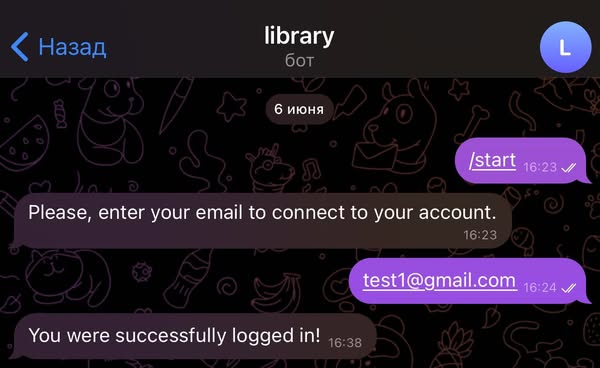 Назад
library
бот
L
6 июня
/start 16:23
Please, enter your email to connect to your account.
16:23
test1@gmail.com 16:24
You were successfully logged in! 16:38